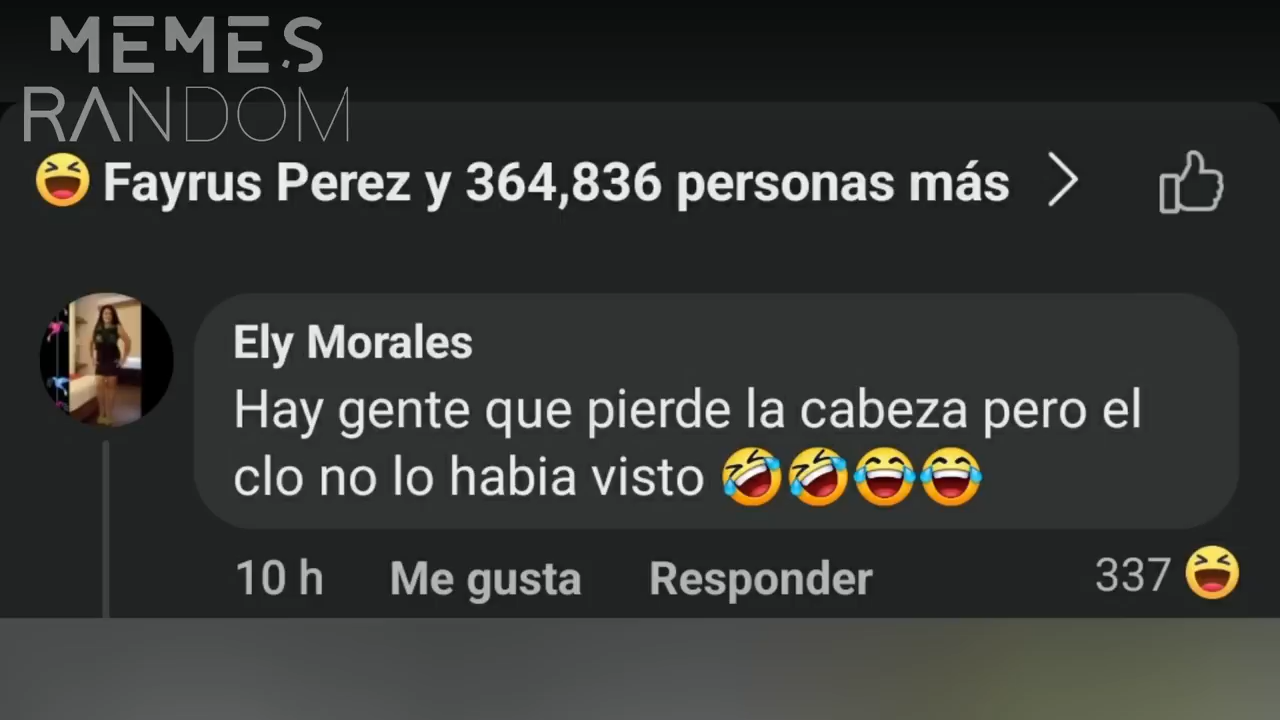 MEMES
RANDOM
😆 Fayrus Perez y 364,836 personas más
Ely Morales
Hay gente que pierde la cabeza pero el
clo no lo habia visto 🤣🤣😂😂
10 h Me gusta Responder 337 😆